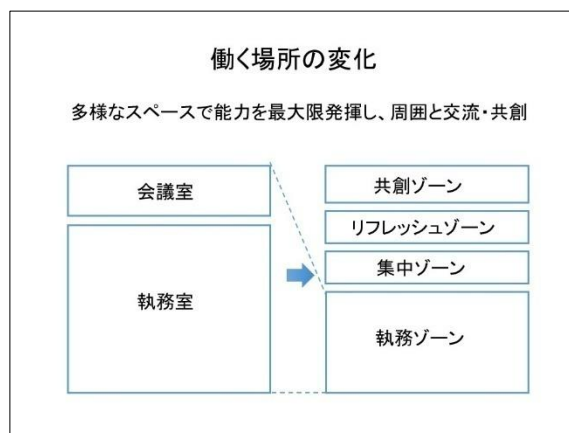 働く場所の変化
多様なスペースで能力を最大限発揮し、周囲と交流・共創
会議室
執務室
共創ゾーン
リフレッシュゾーン
集中ゾーン
執務ゾーン